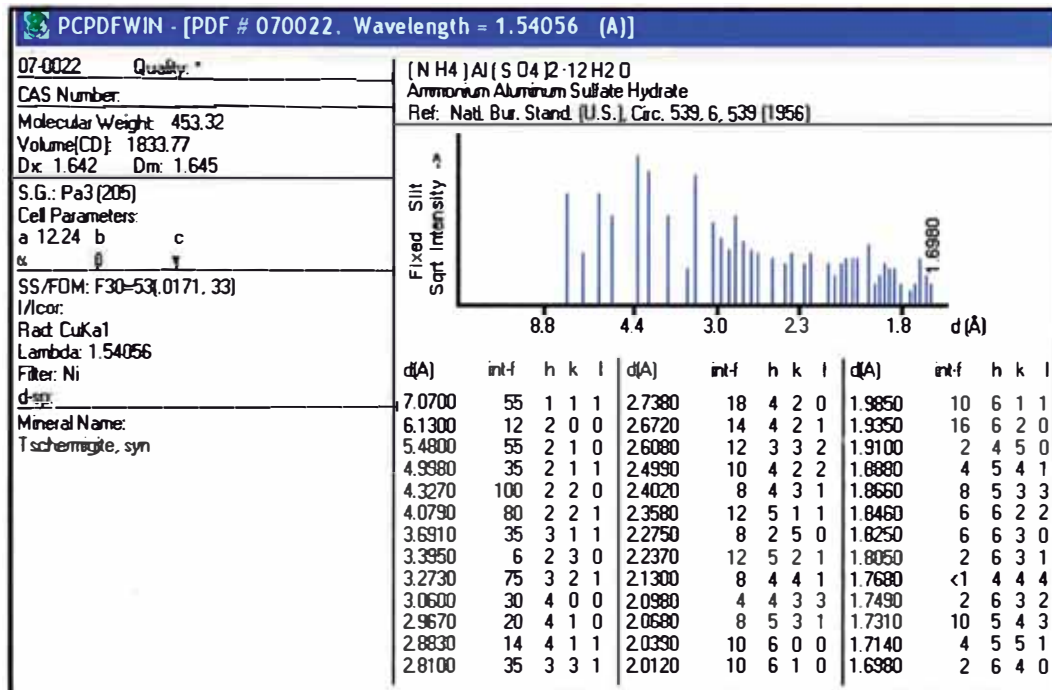 PCPDFWIN - [PDF # 070022. Wavelength = 1.54056 (A)]
07-0022 Quality: *
CAS Number:
Molecular Weight: 453.32
Volume[CD]: 1833.77
Dx: 1.642 Dm: 1.645
S.G.: Pa3 (205)
Cell Parameters:
a 12.24 b c
α β γ
SS/FOM: F30=53(.0171, 33)
I/Icor:
Rad: CuKa1
Lambda: 1.54056
Filter: Ni
d-sp:
Mineral Name:
Tschermigite, syn
(N H4 ) Al ( S O4 )2 ·12 H2 O
Ammonium Aluminum Sulfate Hydrate
Ref: Natl. Bur. Stand. (U.S.), Circ. 539, 6, 539 (1956)
Fixed Slit
Sqrt Intensity ->
1.6980
8.8 4.4 3.0 2.3 1.8 d (Å)
d(A) int-f h k l d(A) int-f h k l d(A) int-f h k l
7.0700 55 1 1 1 2.7380 18 4 2 0 1.9850 10 6 1 1
6.1300 12 2 0 0 2.6720 14 4 2 1 1.9350 16 6 2 0
5.4800 55 2 1 0 2.6080 12 3 3 2 1.9100 2 4 5 0
4.9980 35 2 1 1 2.4990 10 4 2 2 1.8880 4 5 4 1
4.3270 100 2 2 0 2.4020 8 4 3 1 1.8660 8 5 3 3
4.0790 80 2 2 1 2.3580 12 5 1 1 1.8460 6 6 2 2
3.6910 35 3 1 1 2.2750 8 2 5 0 1.8250 6 6 3 0
3.3950 6 2 3 0 2.2370 12 5 2 1 1.8050 2 6 3 1
3.2730 75 3 2 1 2.1300 8 4 4 1 1.7680 <1 4 4 4
3.0600 30 4 0 0 2.0980 4 4 3 3 1.7490 2 6 3 2
2.9670 20 4 1 0 2.0680 8 5 3 1 1.7310 10 5 4 3
2.8830 14 4 1 1 2.0390 10 6 0 0 1.7140 4 5 5 1
2.8100 35 3 3 1 2.0120 10 6 1 0 1.6980 2 6 4 0